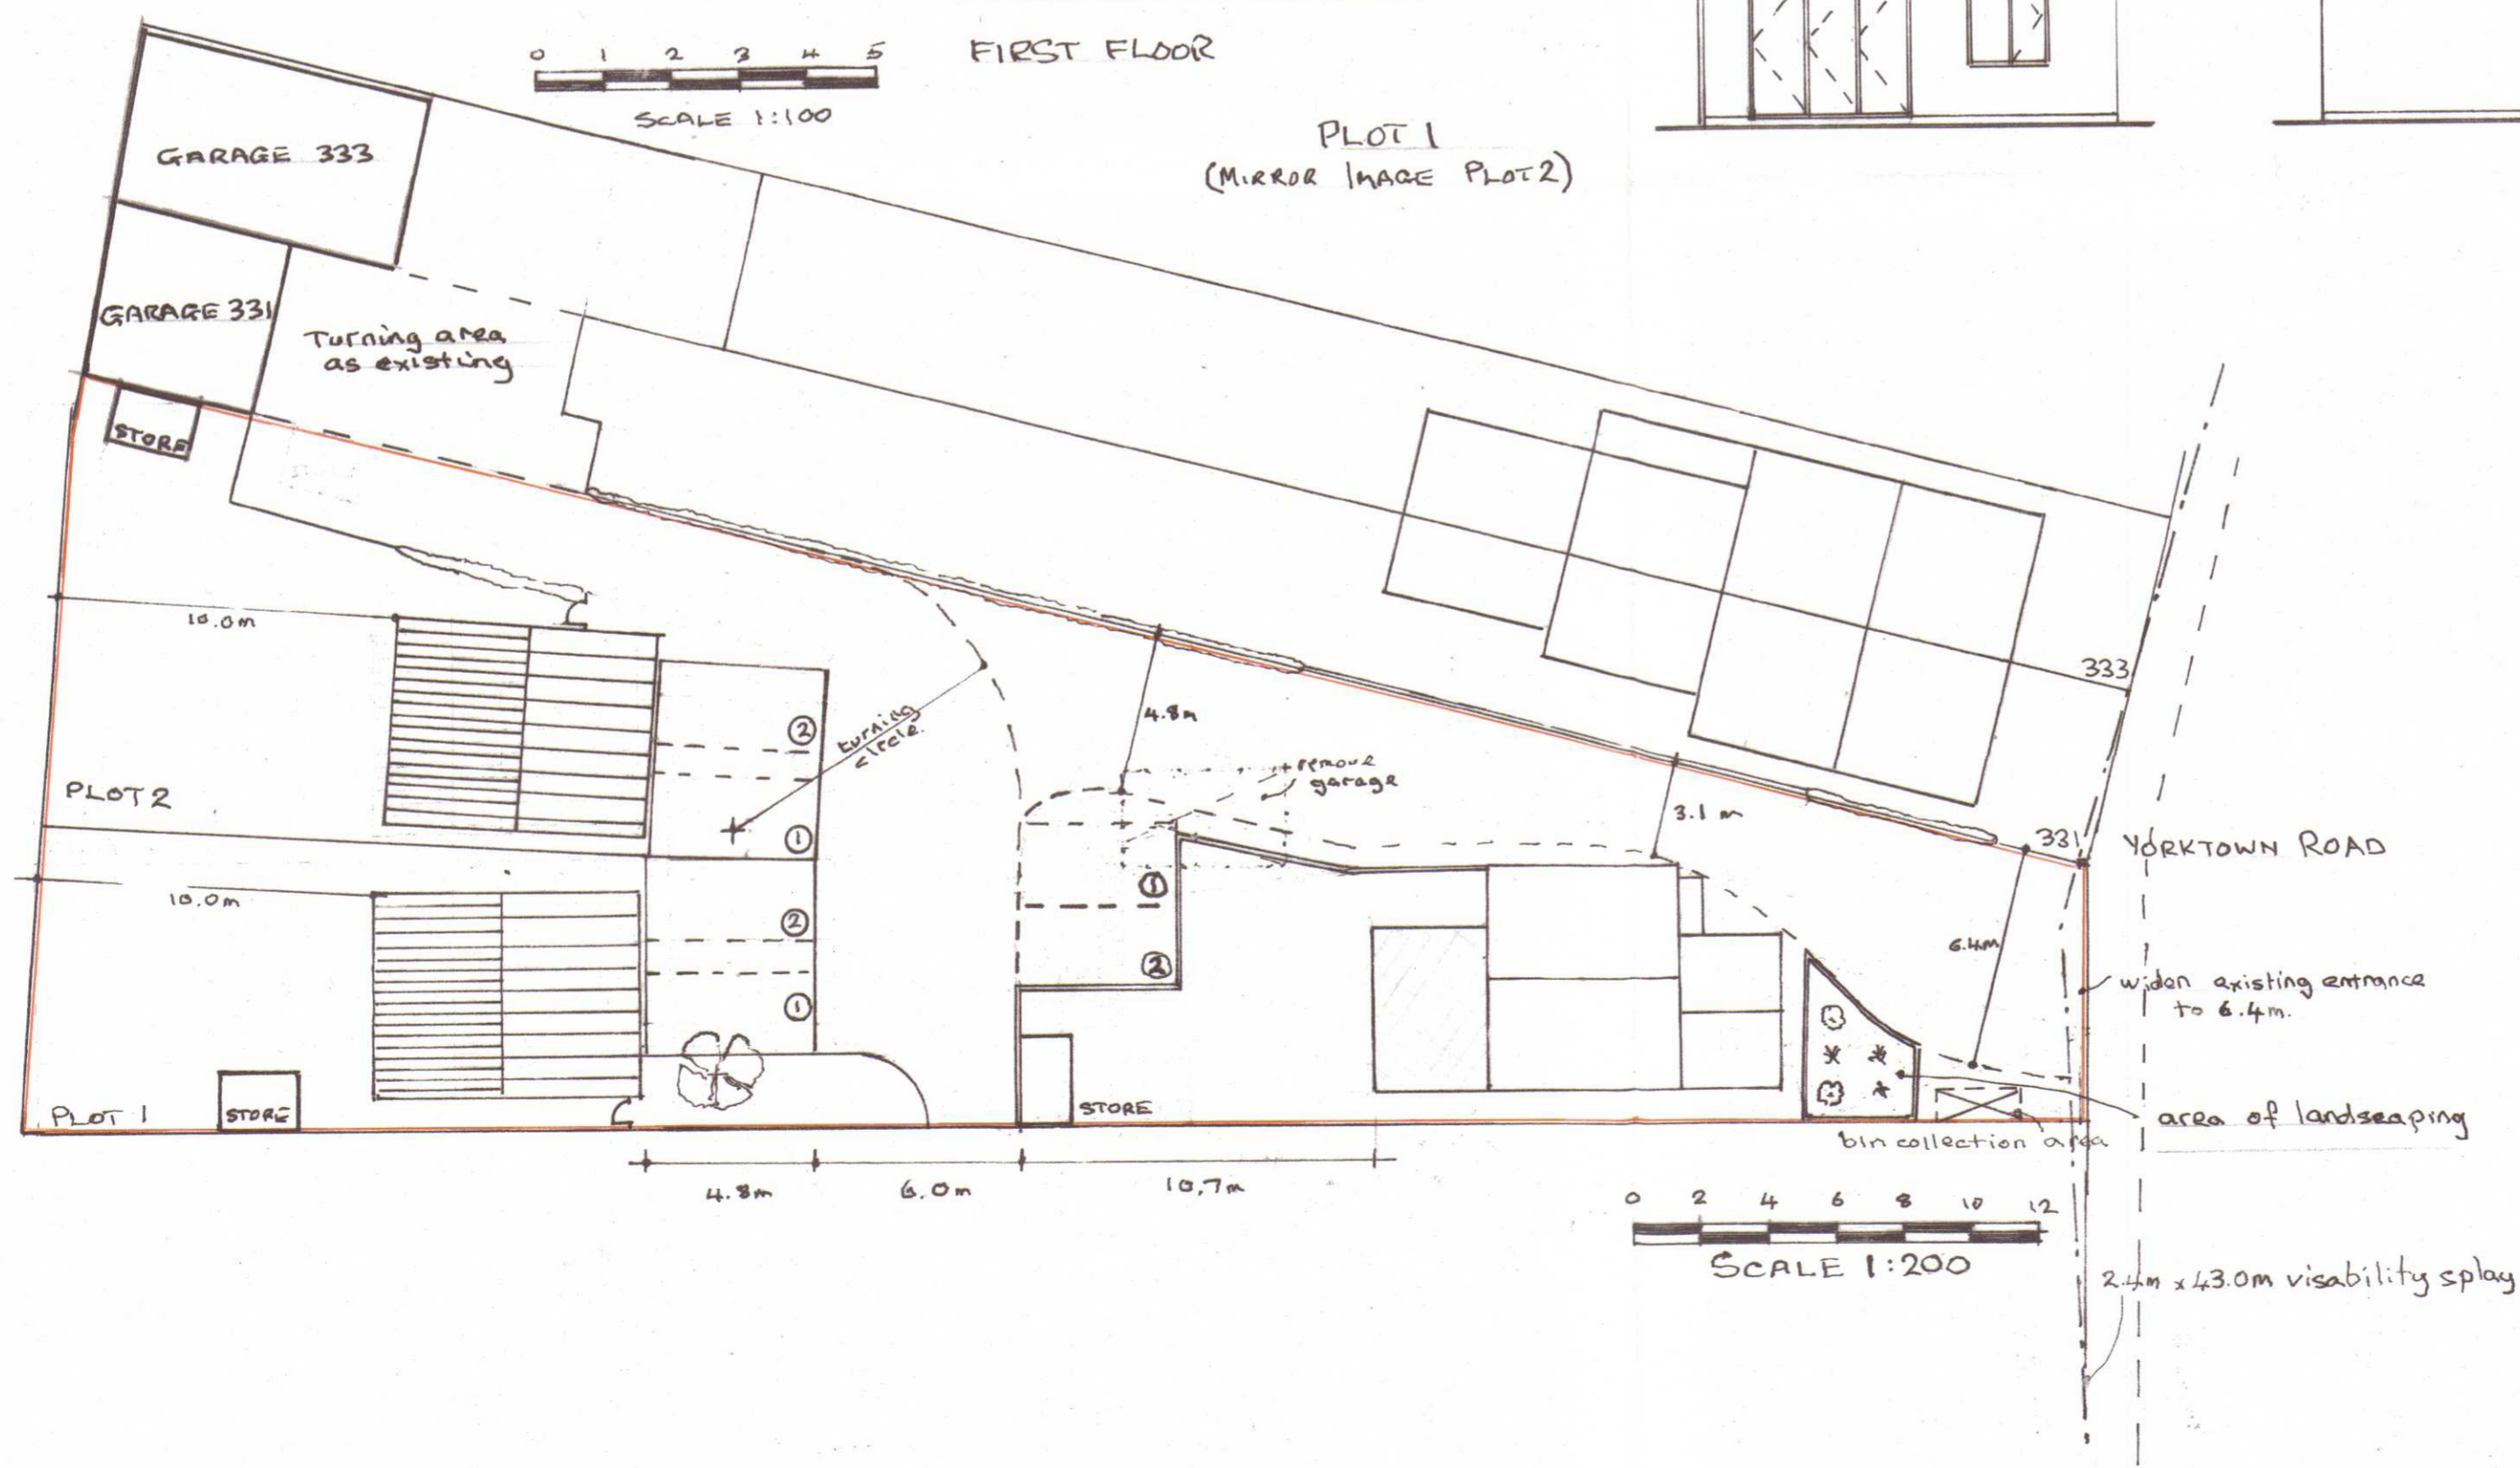 0 1 2 3 4 5
SCALE 1:100
FIRST FLOOR
PLOT 1
(MIRROR IMAGE PLOT 2)
GARAGE 333
GARAGE 331
Turning area
as existing
STORE
10.0m
turning
circle
②
①
PLOT 2
4.8m
remove
garage
3.1 m
333
331
YORKTOWN ROAD
10.0m
②
①
①
②
6.4m
widen existing entrance
to 6.4m.
PLOT 1
STORE
STORE
area of landscaping
bin collection area
4.8m
6.0m
10.7m
0 2 4 6 8 10 12
SCALE 1:200
2.4m x 43.0m visability splay